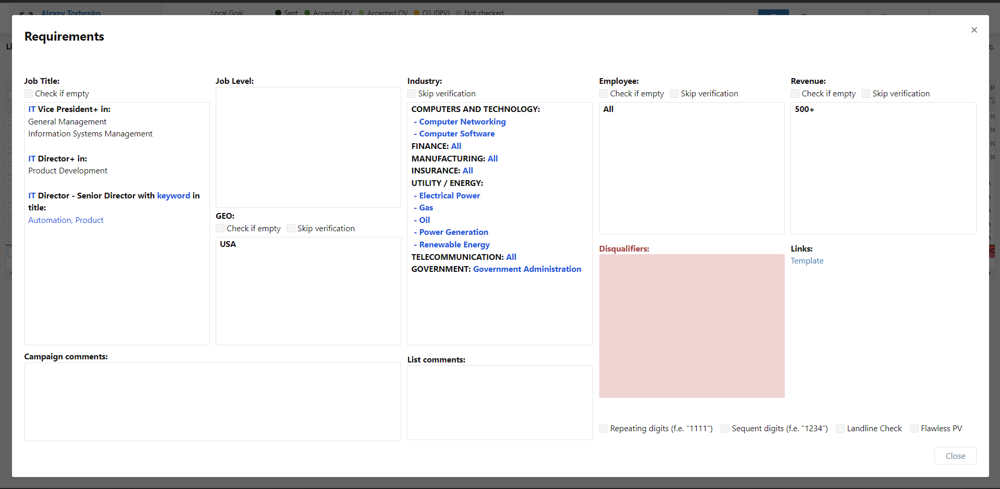 Alexey Torbenko
Local Goal
Sent
Accepted PV
Accepted OV
O3 (0PV)
Not checked
Requirements
Job Title:
Check if empty
IT Vice President+ in:
General Management
Information Systems Management
IT Director+ in:
Product Development
IT Director - Senior Director with keyword in
title:
Automation, Product
Job Level:
GEO:
Check if empty
Skip verification
USA
Industry:
Skip verification
COMPUTERS AND TECHNOLOGY:
- Computer Networking
- Computer Software
FINANCE: All
MANUFACTURING: All
INSURANCE: All
UTILITY / ENERGY:
- Electrical Power
- Gas
- Oil
- Power Generation
- Renewable Energy
TELECOMMUNICATION: All
GOVERNMENT: Government Administration
Employee:
Check if empty
Skip verification
All
Revenue:
Check if empty
Skip verification
500+
Disqualifiers:
Links:
Template
Campaign comments:
List comments:
Repeating digits (f.e. "1111")
Sequent digits (f.e. "1234")
Landline Check
Flawless PV
Close